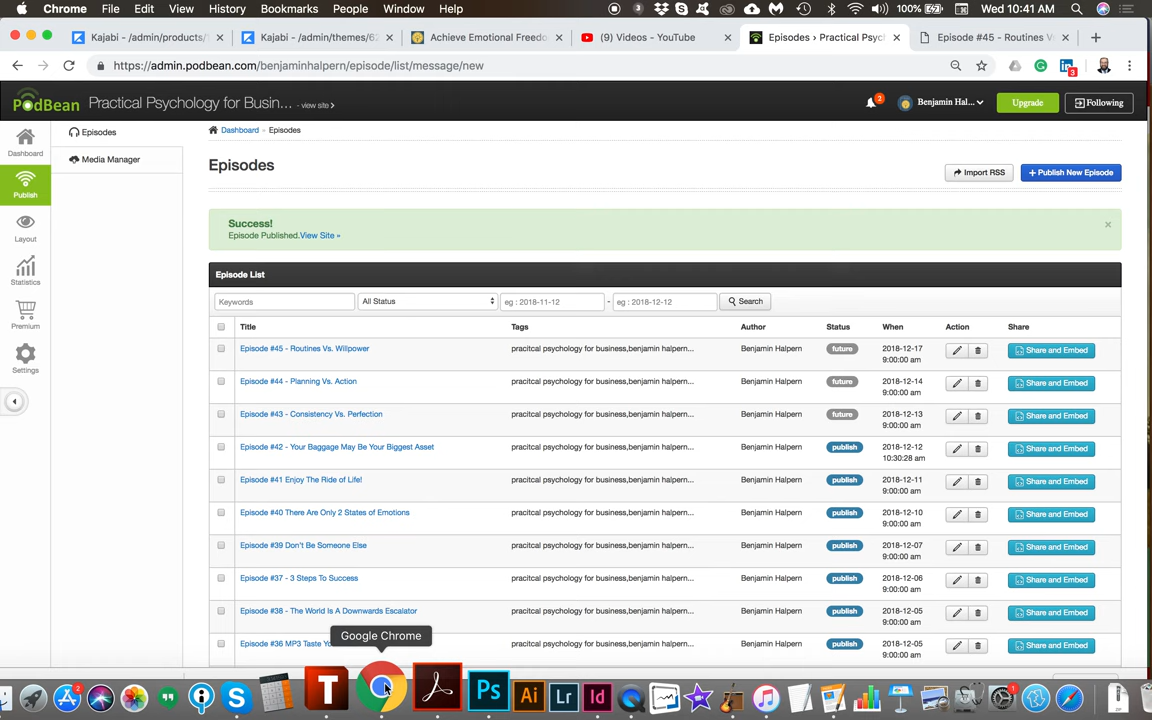 Chrome File Edit View History Bookmarks People Window Help 3 100% Wed 10:41 AM
Kajabi - /admin/products/ Kajabi - /admin/themes/62 Achieve Emotional Freedo (9) Videos - YouTube Episodes › Practical Psyc Episode #45 - Routines V
https://admin.podbean.com/benjaminhalpern/episode/list/message/new 3
PodBean Practical Psychology for Busin... - view site › 2 Benjamin Hal... Upgrade Following
Dashboard Episodes Dashboard - Episodes
Media Manager
Episodes
Import RSS + Publish New Episode
Publish
Layout
Statistics
Premium
Settings
Success! ×
Episode Published.View Site »
Episode List
Keywords All Status eg : 2018-11-12 - eg : 2018-12-12 Search
Title Tags Author Status When Action Share
Episode #45 - Routines Vs. Willpower pracitcal psychology for business,benjamin halpern... Benjamin Halpern future 2018-12-17 9:00:00 am Share and Embed
Episode #44 - Planning Vs. Action pracitcal psychology for business,benjamin halpern... Benjamin Halpern future 2018-12-14 9:00:00 am Share and Embed
Episode #43 - Consistency Vs. Perfection pracitcal psychology for business,benjamin halpern... Benjamin Halpern future 2018-12-13 9:00:00 am Share and Embed
Episode #42 - Your Baggage May Be Your Biggest Asset pracitcal psychology for business,benjamin halpern... Benjamin Halpern publish 2018-12-12 10:30:28 am Share and Embed
Episode #41 Enjoy The Ride of Life! pracitcal psychology for business,benjamin halpern... Benjamin Halpern publish 2018-12-11 9:00:00 am Share and Embed
Episode #40 There Are Only 2 States of Emotions pracitcal psychology for business,benjamin halpern... Benjamin Halpern publish 2018-12-10 9:00:00 am Share and Embed
Episode #39 Don't Be Someone Else pracitcal psychology for business,benjamin halpern... Benjamin Halpern publish 2018-12-07 9:00:00 am Share and Embed
Episode #37 - 3 Steps To Success pracitcal psychology for business,benjamin halpern... Benjamin Halpern publish 2018-12-06 9:00:00 am Share and Embed
Episode #38 - The World Is A Downwards Escalator pracitcal psychology for business,benjamin halpern... Benjamin Halpern publish 2018-12-05 9:00:00 am Share and Embed
Episode #36 MP3 Taste pracitcal psychology for business,benjamin halpern... Benjamin Halpern publish 2018-12-05 9:00:00 am Share and Embed
Google Chrome
2 T Ps Ai Lr Id 1